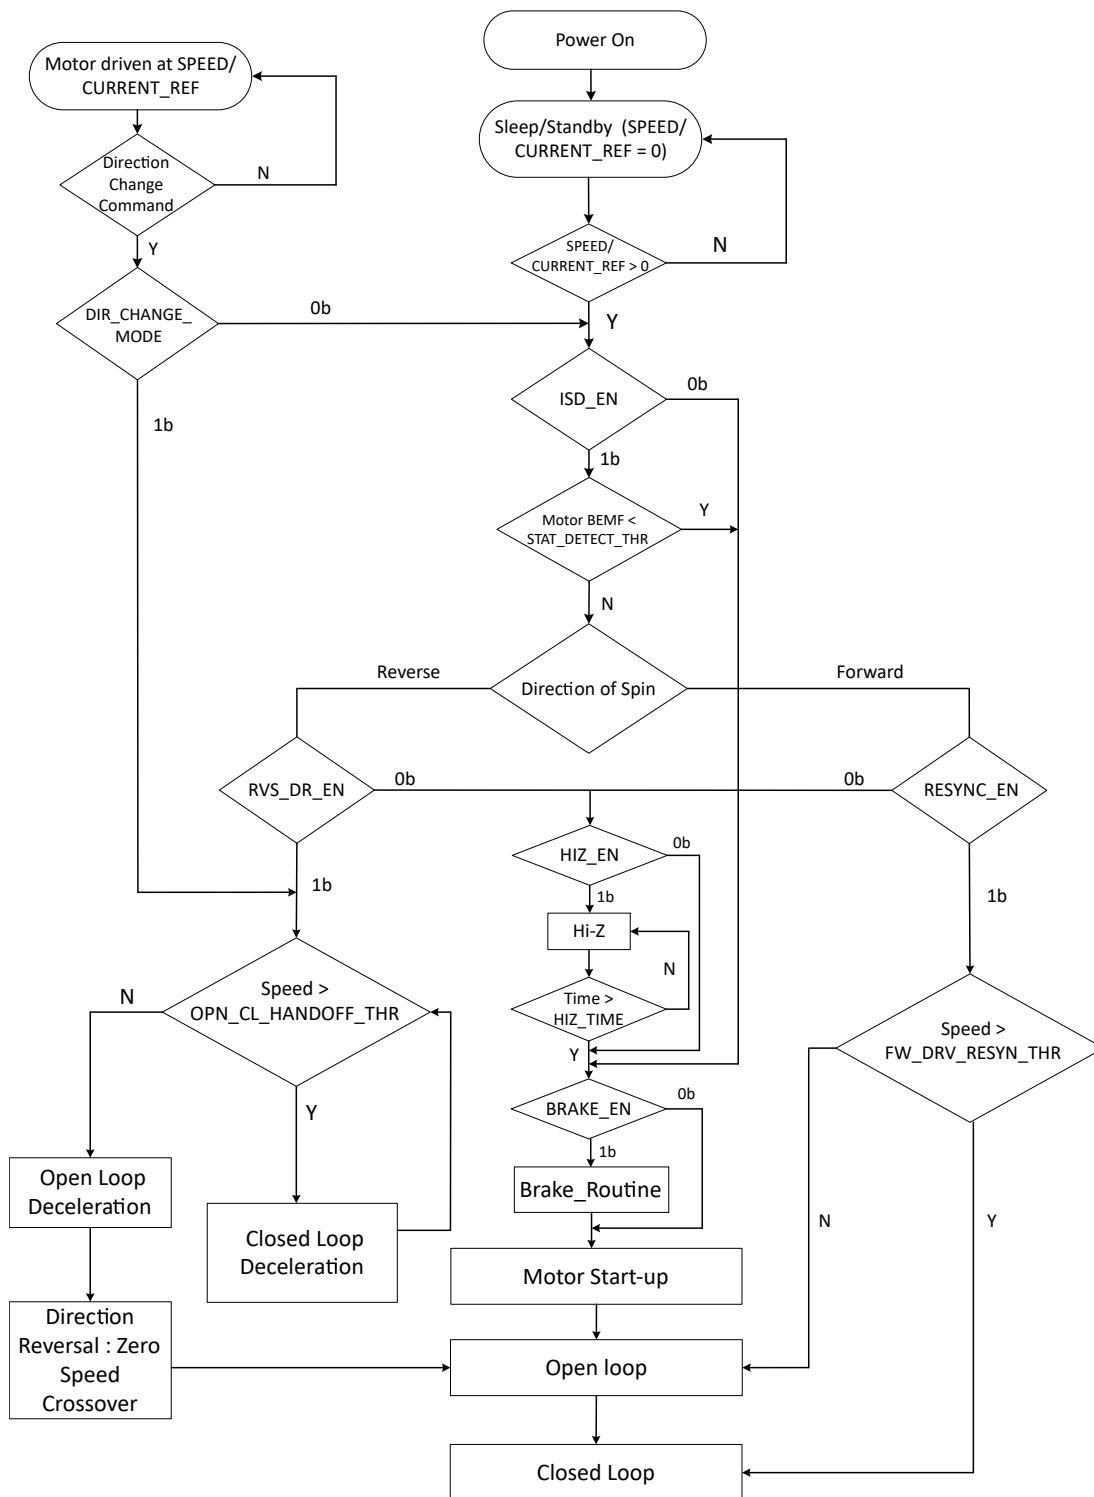 Power On
Motor driven at SPEED/
CURRENT_REF
Sleep/Standby (SPEED/
CURRENT_REF = 0)
Direction
Change
Command
N
Y
SPEED/
CURRENT_REF > 0
N
Y
DIR_CHANGE_
MODE
0b
1b
ISD_EN
0b
1b
Motor BEMF <
STAT_DETECT_THR
Y
N
Direction of Spin
Reverse
Forward
RVS_DR_EN
0b
0b
RESYNC_EN
1b
1b
HIZ_EN
0b
1b
Hi-Z
N
Time >
HIZ_TIME
Y
Speed >
OPN_CL_HANDOFF_THR
N
Y
Speed >
FW_DRV_RESYN_THR
N
Y
BRAKE_EN
0b
1b
Brake_Routine
Open Loop
Deceleration
Closed Loop
Deceleration
Motor Start-up
Direction
Reversal : Zero
Speed
Crossover
Open loop
Closed Loop